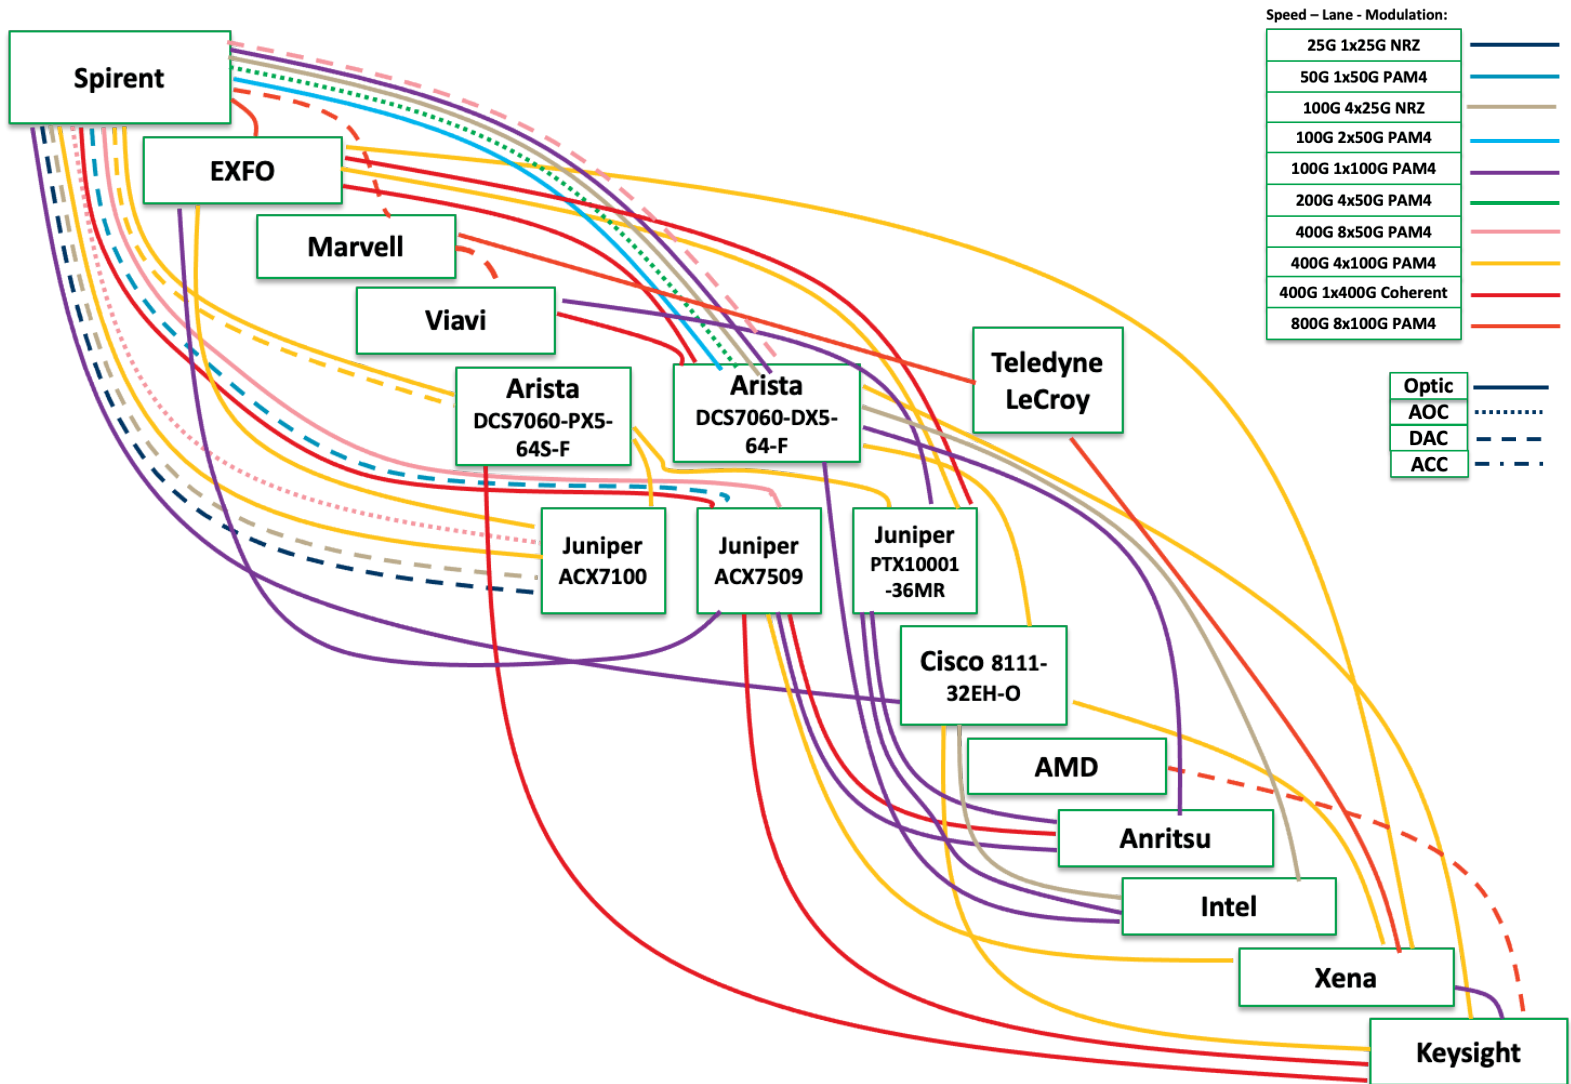 Speed – Lane - Modulation:
25G 1x25G NRZ
50G 1x50G PAM4
100G 4x25G NRZ
100G 2x50G PAM4
100G 1x100G PAM4
200G 4x50G PAM4
400G 8x50G PAM4
400G 4x100G PAM4
400G 1x400G Coherent
800G 8x100G PAM4
Optic
AOC
DAC
ACC
Spirent
EXFO
Marvell
Viavi
Teledyne
LeCroy
Arista
DCS7060-PX5-
64S-F
Arista
DCS7060-DX5-
64-F
Juniper
ACX7100
Juniper
ACX7509
Juniper
PTX10001
-36MR
Cisco 8111-
32EH-O
AMD
Anritsu
Intel
Xena
Keysight